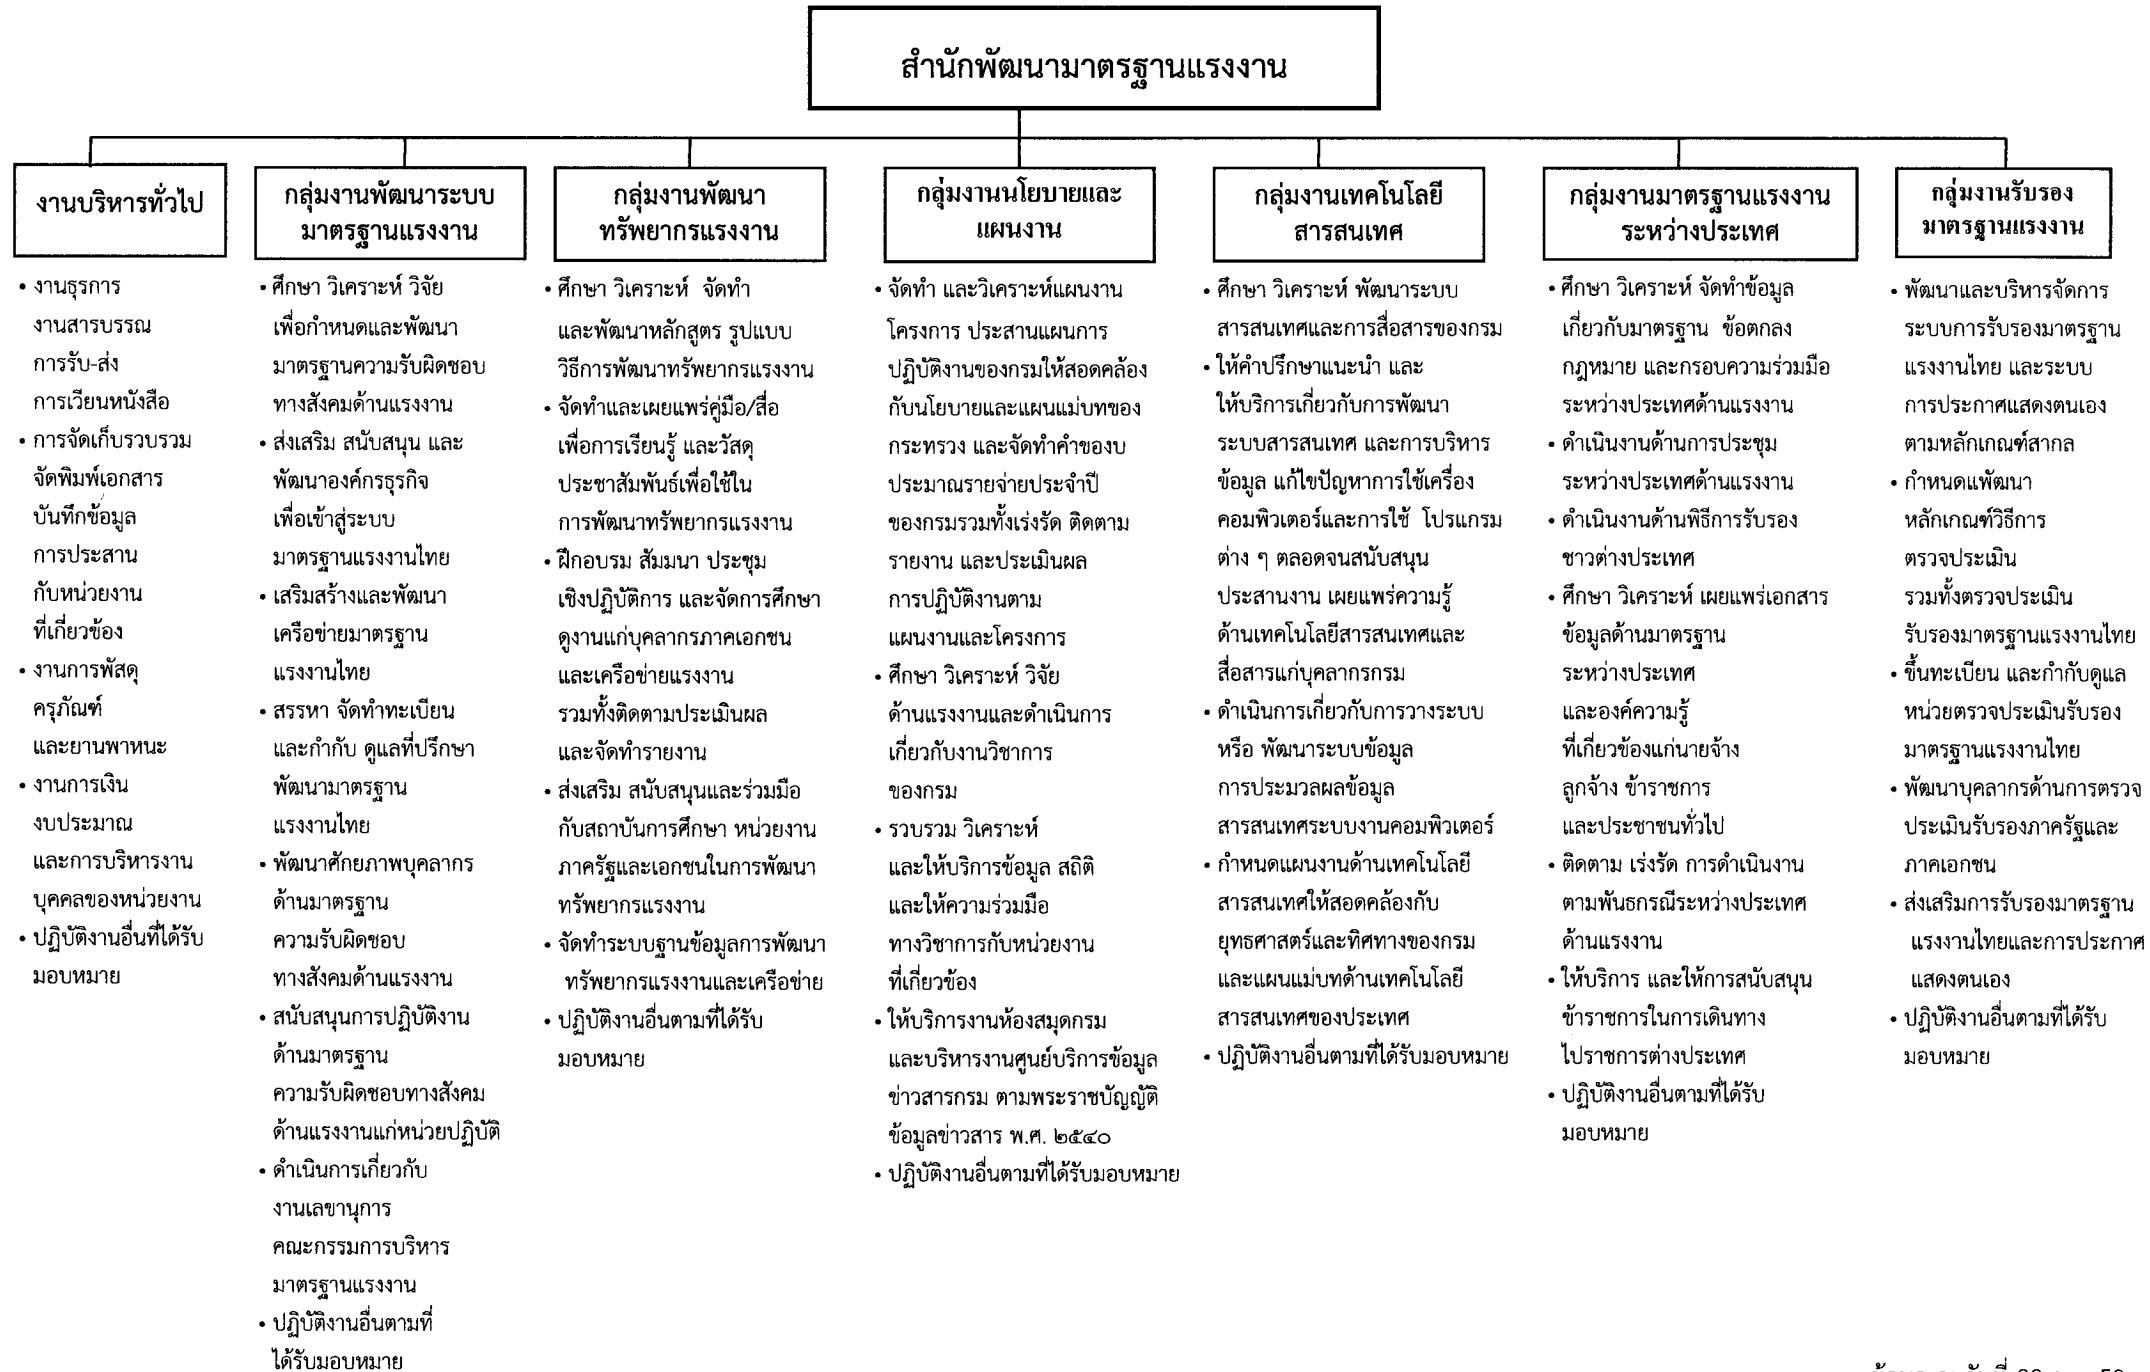 สำนักพัฒนามาตรฐานแรงงาน
งานบริหารทั่วไป
• งานธุรการ
งานสารบรรณ
การรับ-ส่ง
การเวียนหนังสือ
• การจัดเก็บรวบรวม
จัดพิมพ์เอกสาร
บันทึกข้อมูล
การประสาน
กับหน่วยงาน
ที่เกี่ยวข้อง
• งานการพัสดุ
ครุภัณฑ์
และยานพาหนะ
• งานการเงิน
งบประมาณ
และการบริหารงาน
บุคคลของหน่วยงาน
• ปฏิบัติงานอื่นที่ได้รับ
มอบหมาย
กลุ่มงานพัฒนาระบบ
มาตรฐานแรงงาน
• ศึกษา วิเคราะห์ วิจัย
เพื่อกำหนดและพัฒนา
มาตรฐานความรับผิดชอบ
ทางสังคมด้านแรงงาน
• ส่งเสริม สนับสนุน และ
พัฒนาองค์กรธุรกิจ
เพื่อเข้าสู่ระบบ
มาตรฐานแรงงานไทย
• เสริมสร้างและพัฒนา
เครือข่ายมาตรฐาน
แรงงานไทย
• สรรหา จัดทำทะเบียน
และกำกับ ดูแลที่ปรึกษา
พัฒนามาตรฐาน
แรงงานไทย
• พัฒนาศักยภาพบุคลากร
ด้านมาตรฐาน
ความรับผิดชอบ
ทางสังคมด้านแรงงาน
• สนับสนุนการปฏิบัติงาน
ด้านมาตรฐาน
ความรับผิดชอบทางสังคม
ด้านแรงงานแก่หน่วยปฏิบัติ
• ดำเนินการเกี่ยวกับ
งานเลขานุการ
คณะกรรมการบริหาร
มาตรฐานแรงงาน
• ปฏิบัติงานอื่นตามที่
ได้รับมอบหมาย
กลุ่มงานพัฒนา
ทรัพยากรแรงงาน
• ศึกษา วิเคราะห์ จัดทำ
และพัฒนาหลักสูตร รูปแบบ
วิธีการพัฒนาทรัพยากรแรงงาน
• จัดทำและเผยแพร่คู่มือ/สื่อ
เพื่อการเรียนรู้ และวัสดุ
ประชาสัมพันธ์เพื่อใช้ใน
การพัฒนาทรัพยากรแรงงาน
• ฝึกอบรม สัมมนา ประชุม
เชิงปฏิบัติการ และจัดการศึกษา
ดูงานแก่บุคลากรภาคเอกชน
และเครือข่ายแรงงาน
รวมทั้งติดตามประเมินผล
และจัดทำรายงาน
• ส่งเสริม สนับสนุนและร่วมมือ
กับสถาบันการศึกษา หน่วยงาน
ภาครัฐและเอกชนในการพัฒนา
ทรัพยากรแรงงาน
• จัดทำระบบฐานข้อมูลการพัฒนา
ทรัพยากรแรงงานและเครือข่าย
• ปฏิบัติงานอื่นตามที่ได้รับ
มอบหมาย
กลุ่มงานนโยบายและ
แผนงาน
• จัดทำ และวิเคราะห์แผนงาน
โครงการ ประสานแผนการ
ปฏิบัติงานของกรมให้สอดคล้อง
กับนโยบายและแผนแม่บทของ
กระทรวง และจัดทำคำของบ
ประมาณรายจ่ายประจำปี
ของกรมรวมทั้งเร่งรัด ติดตาม
รายงาน และประเมินผล
การปฏิบัติงานตาม
แผนงานและโครงการ
• ศึกษา วิเคราะห์ วิจัย
ด้านแรงงานและดำเนินการ
เกี่ยวกับงานวิชาการ
ของกรม
• รวบรวม วิเคราะห์
และให้บริการข้อมูล สถิติ
และให้ความร่วมมือ
ทางวิชาการกับหน่วยงาน
ที่เกี่ยวข้อง
• ให้บริการงานห้องสมุดกรม
และบริหารงานศูนย์บริการข้อมูล
ข่าวสารกรม ตามพระราชบัญญัติ
ข้อมูลข่าวสาร พ.ศ. ๒๕๔๐
• ปฏิบัติงานอื่นตามที่ได้รับมอบหมาย
กลุ่มงานเทคโนโลยี
สารสนเทศ
• ศึกษา วิเคราะห์ พัฒนาระบบ
สารสนเทศและการสื่อสารของกรม
• ให้คำปรึกษาแนะนำ และ
ให้บริการเกี่ยวกับการพัฒนา
ระบบสารสนเทศ และการบริหาร
ข้อมูล แก้ไขปัญหาการใช้เครื่อง
คอมพิวเตอร์และการใช้ โปรแกรม
ต่าง ๆ ตลอดจนสนับสนุน
ประสานงาน เผยแพร่ความรู้
ด้านเทคโนโลยีสารสนเทศและ
สื่อสารแก่บุคลากรกรม
• ดำเนินการเกี่ยวกับการวางระบบ
หรือ พัฒนาระบบข้อมูล
การประมวลผลข้อมูล
สารสนเทศระบบงานคอมพิวเตอร์
• กำหนดแผนงานด้านเทคโนโลยี
สารสนเทศให้สอดคล้องกับ
ยุทธศาสตร์และทิศทางของกรม
และแผนแม่บทด้านเทคโนโลยี
สารสนเทศของประเทศ
• ปฏิบัติงานอื่นตามที่ได้รับมอบหมาย
กลุ่มงานมาตรฐานแรงงาน
ระหว่างประเทศ
• ศึกษา วิเคราะห์ จัดทำข้อมูล
เกี่ยวกับมาตรฐาน ข้อตกลง
กฎหมาย และกรอบความร่วมมือ
ระหว่างประเทศด้านแรงงาน
• ดำเนินงานด้านการประชุม
ระหว่างประเทศด้านแรงงาน
• ดำเนินงานด้านพิธีการรับรอง
ชาวต่างประเทศ
• ศึกษา วิเคราะห์ เผยแพร่เอกสาร
ข้อมูลด้านมาตรฐาน
ระหว่างประเทศ
และองค์ความรู้
ที่เกี่ยวข้องแก่นายจ้าง
ลูกจ้าง ข้าราชการ
และประชาชนทั่วไป
• ติดตาม เร่งรัด การดำเนินงาน
ตามพันธกรณีระหว่างประเทศ
ด้านแรงงาน
• ให้บริการ และให้การสนับสนุน
ข้าราชการในการเดินทาง
ไปราชการต่างประเทศ
• ปฏิบัติงานอื่นตามที่ได้รับ
มอบหมาย
กลุ่มงานรับรอง
มาตรฐานแรงงาน
• พัฒนาและบริหารจัดการ
ระบบการรับรองมาตรฐาน
แรงงานไทย และระบบ
การประกาศแสดงตนเอง
ตามหลักเกณฑ์สากล
• กำหนดแพัฒนา
หลักเกณฑ์วิธีการ
ตรวจประเมิน
รวมทั้งตรวจประเมิน
รับรองมาตรฐานแรงงานไทย
• ขึ้นทะเบียน และกำกับดูแล
หน่วยตรวจประเมินรับรอง
มาตรฐานแรงงานไทย
• พัฒนาบุคลากรด้านการตรวจ
ประเมินรับรองภาครัฐและ
ภาคเอกชน
• ส่งเสริมการรับรองมาตรฐาน
แรงงานไทยและการประกาศ
แสดงตนเอง
• ปฏิบัติงานอื่นตามที่ได้รับ
มอบหมาย